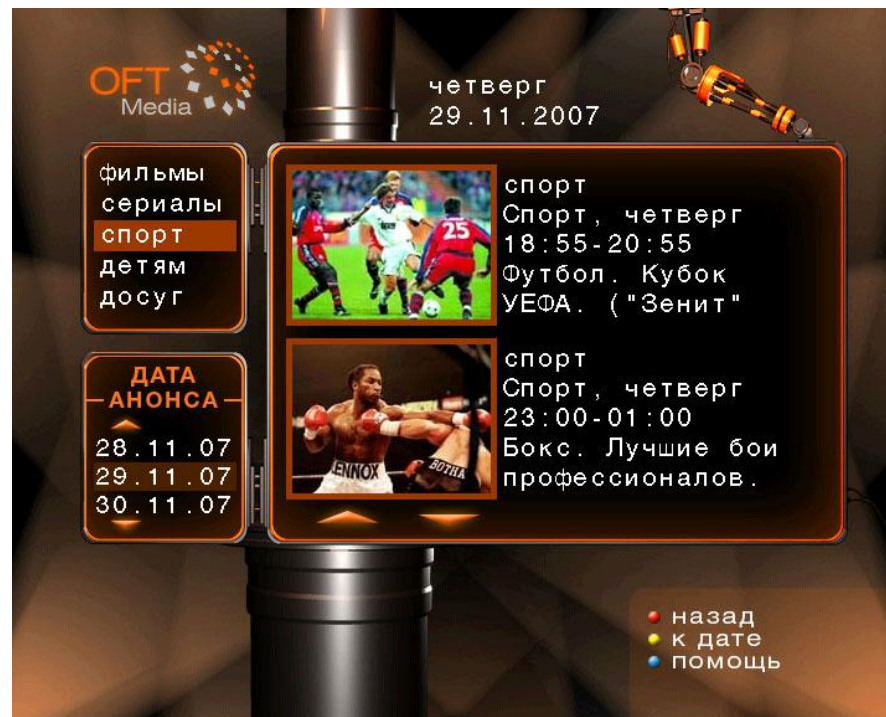 OFT
Media
четверг
29.11.2007
фильмы
сериалы
спорт
детям
досуг
ДАТА
АНОНСА
28.11.07
29.11.07
30.11.07
спорт
Спорт, четверг
18:55-20:55
Футбол. Кубок
УЕФА. ("Зенит"
25
спорт
Спорт, четверг
23:00-01:00
Бокс. Лучшие бои
профессионалов.
LENNOX
BOTHA
назад
к дате
помощь